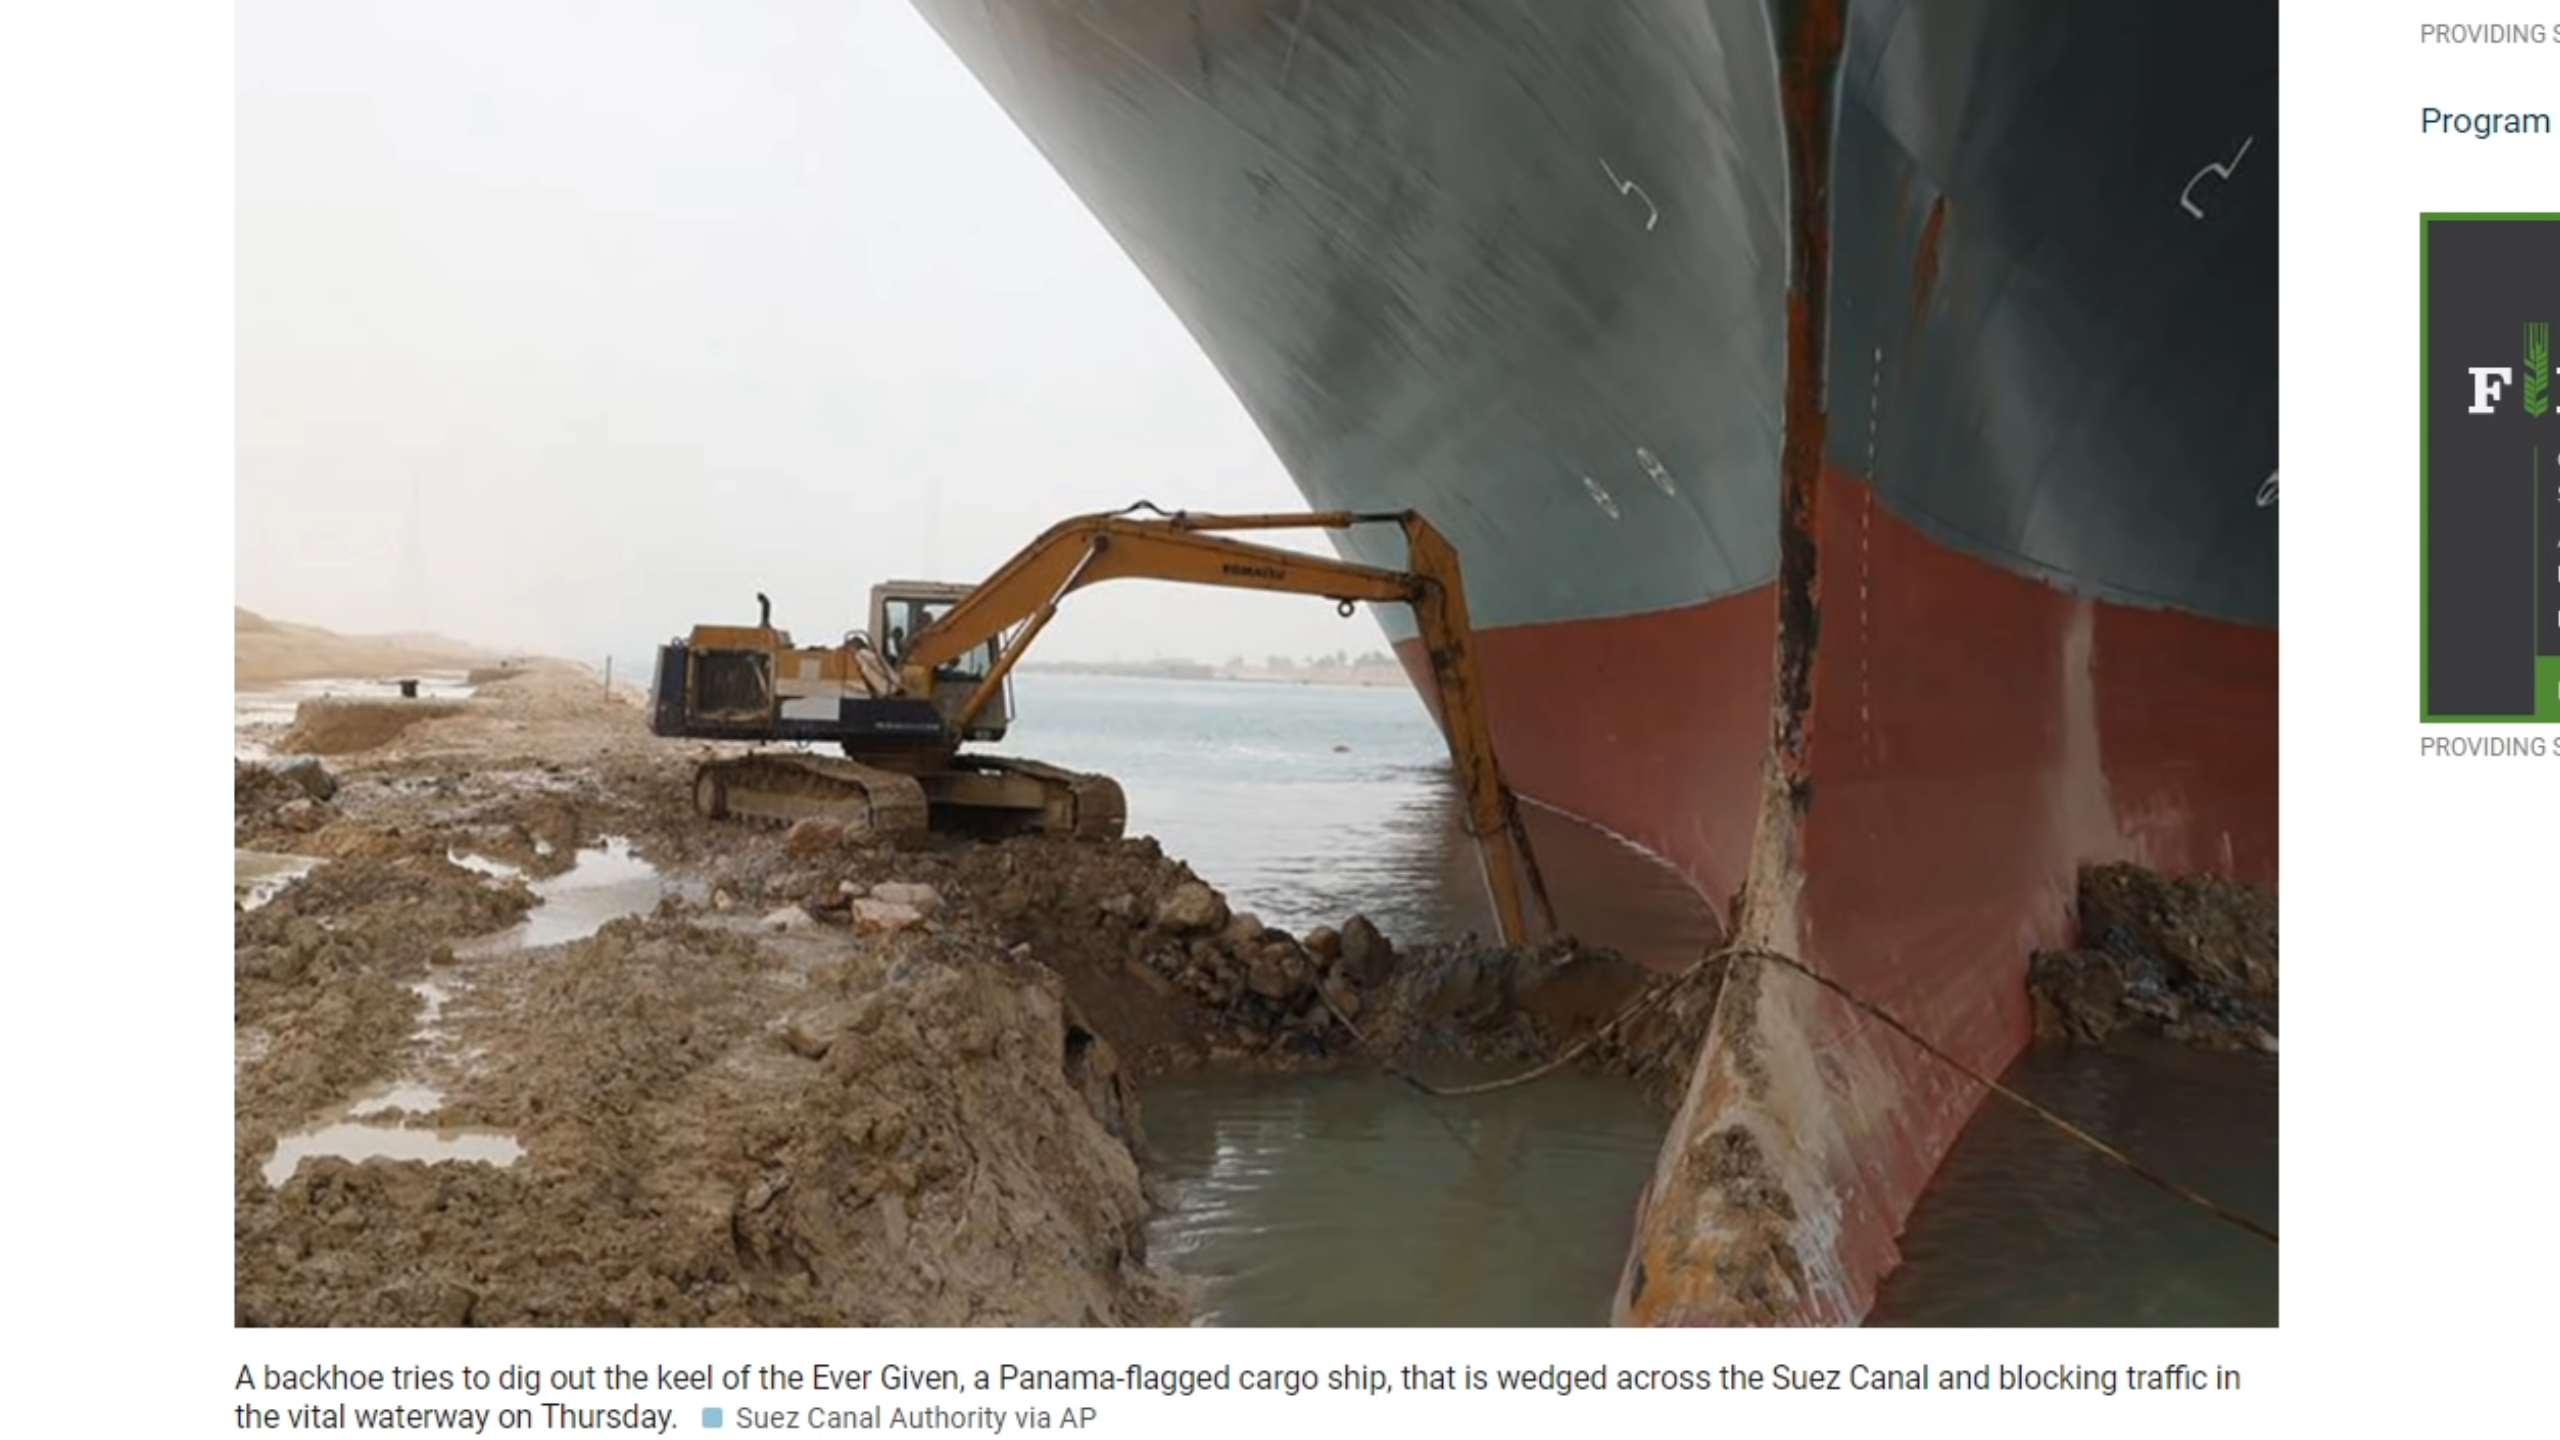 PROVIDING
Program
KOMATSU
F
PROVIDING
A backhoe tries to dig out the keel of the Ever Given, a Panama-flagged cargo ship, that is wedged across the Suez Canal and blocking traffic in
the vital waterway on Thursday. Suez Canal Authority via AP